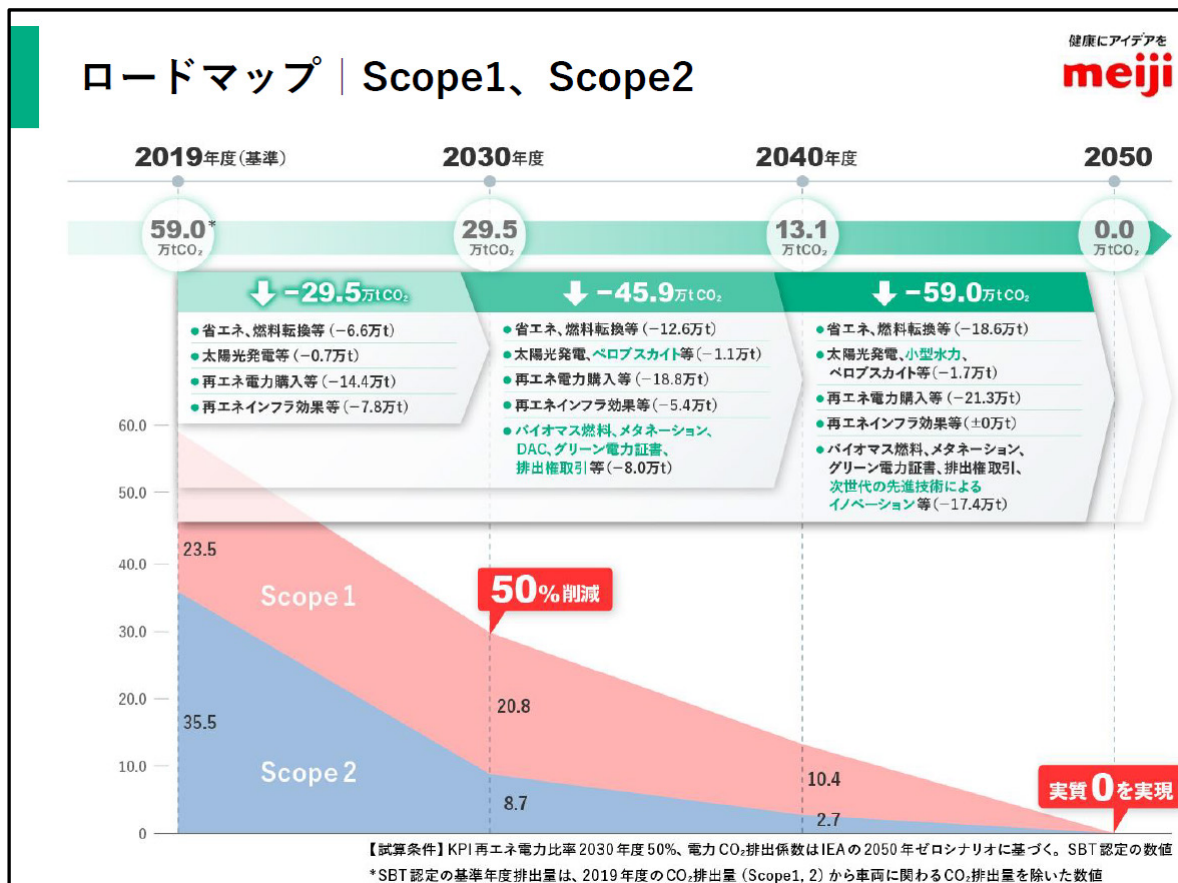 健康にアイデアを
meiji
ロードマップ｜Scope1、Scope2
2019年度(基準) 2030年度 2040年度 2050
59.0* 29.5 13.1 0.0
万tCO₂ 万tCO₂ 万tCO₂ 万tCO₂
-29.5万tCO₂
●省エネ、燃料転換等(-6.6万t)
●太陽光発電等(-0.7万t)
●再エネ電力購入等(-14.4万t)
●再エネインフラ効果等(-7.8万t)
-45.9万tCO₂
●省エネ、燃料転換等(-12.6万t)
●太陽光発電、ペロブスカイト等(-1.1万t)
●再エネ電力購入等(-18.8万t)
●再エネインフラ効果等(-5.4万t)
●バイオマス燃料、メタネーション、
DAC、グリーン電力証書、
排出権取引等(-8.0万t)
-59.0万tCO₂
●省エネ、燃料転換等(-18.6万t)
●太陽光発電、小型水力、
ペロブスカイト等(-1.7万t)
●再エネ電力購入等(-21.3万t)
●再エネインフラ効果等(±0万t)
●バイオマス燃料、メタネーション、
グリーン電力証書、排出権取引、
次世代の先進技術による
イノベーション等(-17.4万t)
60.0
50.0
40.0
30.0
20.0
10.0
0
23.5
Scope1
35.5
Scope2
50%削減
20.8
8.7
10.4
2.7
実質0を実現
【試算条件】KPI再エネ電力比率2030年度50%、電力CO₂排出係数はIEAの2050年ゼロシナリオに基づく。SBT認定の数値
*SBT認定の基準年度排出量は、2019年度のCO₂排出量(Scope1, 2)から車両に関わるCO₂排出量を除いた数値